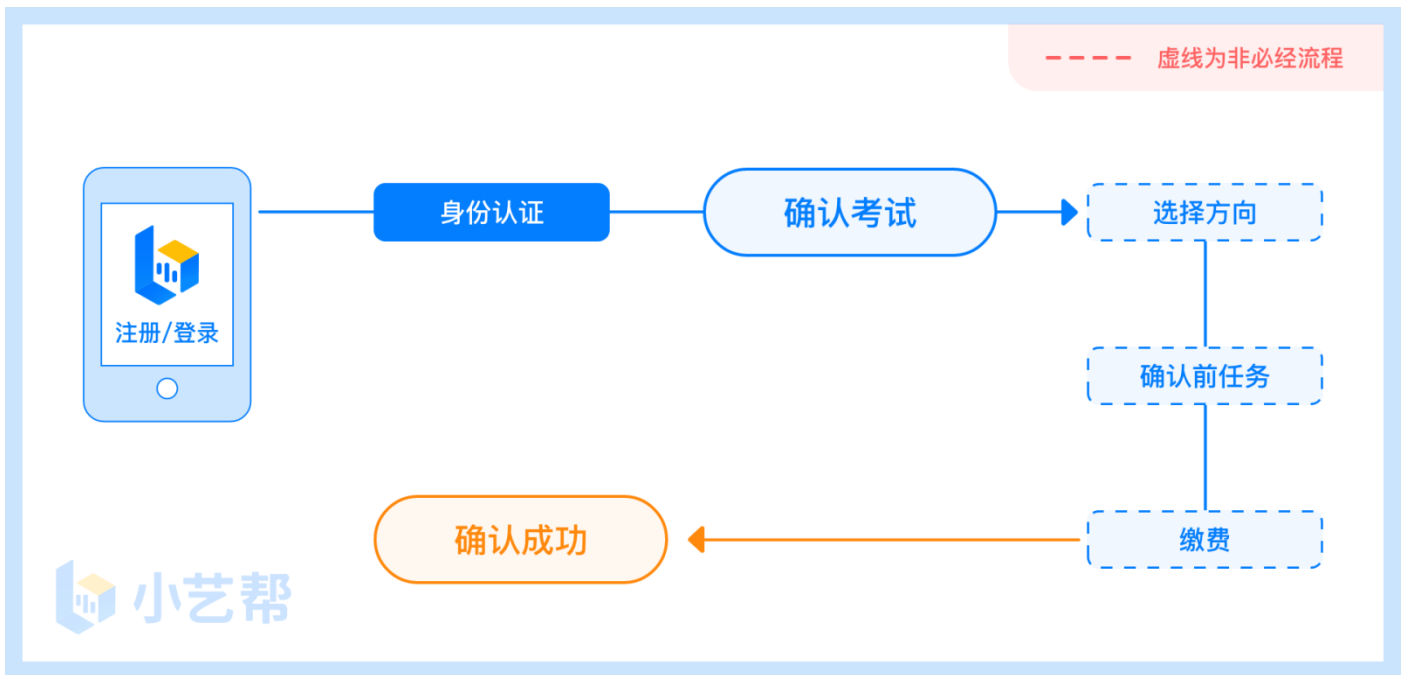 虚线为非必经流程
身份认证
确认考试
选择方向
注册/登录
确认前任务
确认成功
缴费
小艺帮